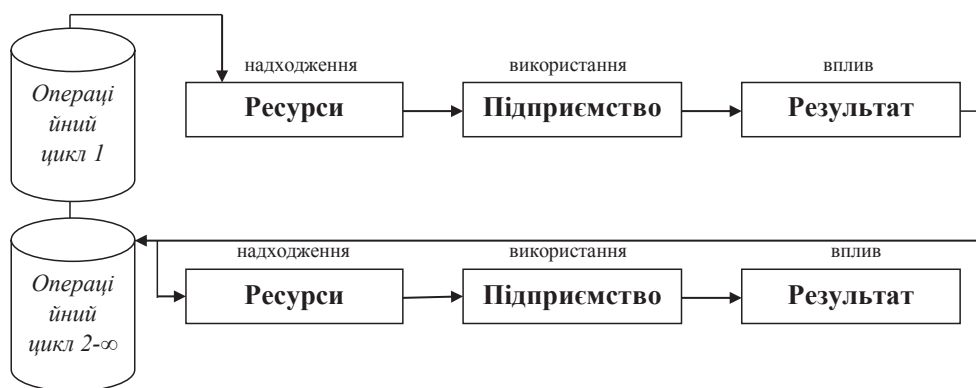 надходження використання вплив
Операці
йний
цикл 1
Ресурси Підприємство Результат
надходження використання вплив
Операці
йний
цикл 2-∞
Ресурси Підприємство Результат